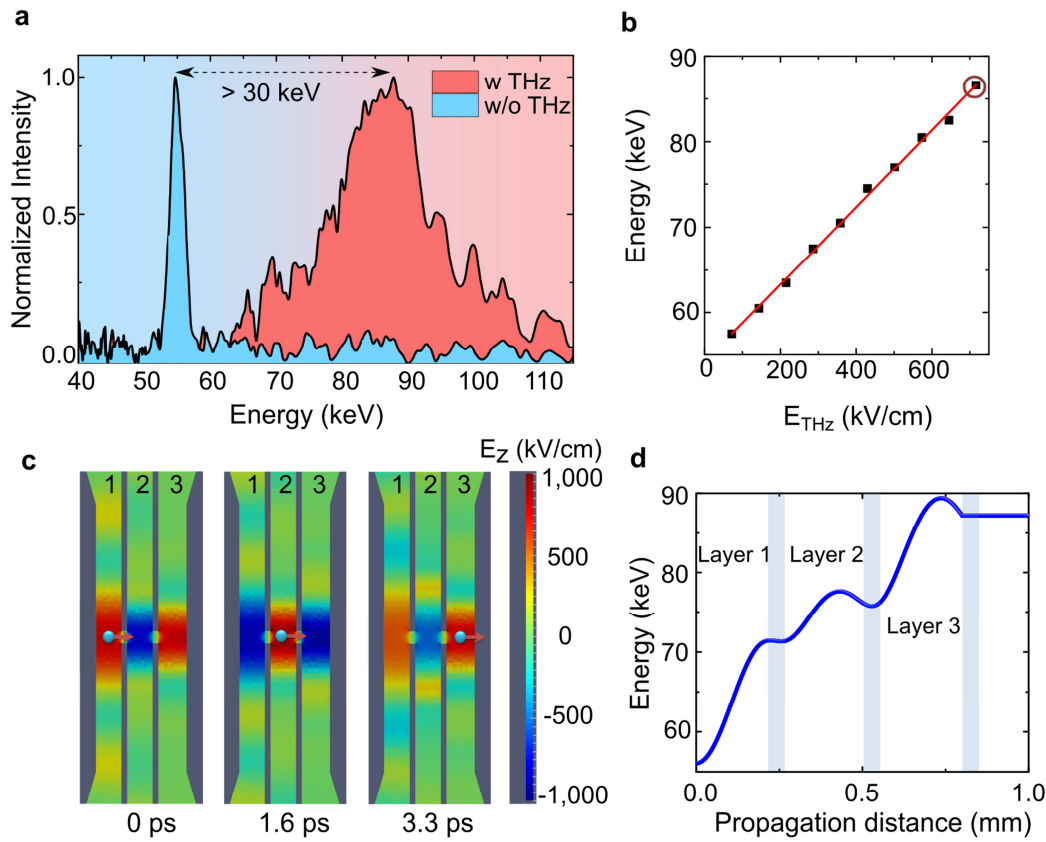 a
1.0
0.5
0.0
Normalized Intensity
> 30 keV
w THz
w/o THz
40 50 60 70 80 90 100 110
Energy (keV)
b
90
80
70
60
Energy (keV)
0 200 400 600
E_THz (kV/cm)
c
E_Z (kV/cm)
1 2 3
1 2 3
1 2 3
1,000
500
0
-500
-1,000
0 ps 1.6 ps 3.3 ps
d
90
80
70
60
Energy (keV)
Layer 1
Layer 2
Layer 3
0.0 0.5 1.0
Propagation distance (mm)